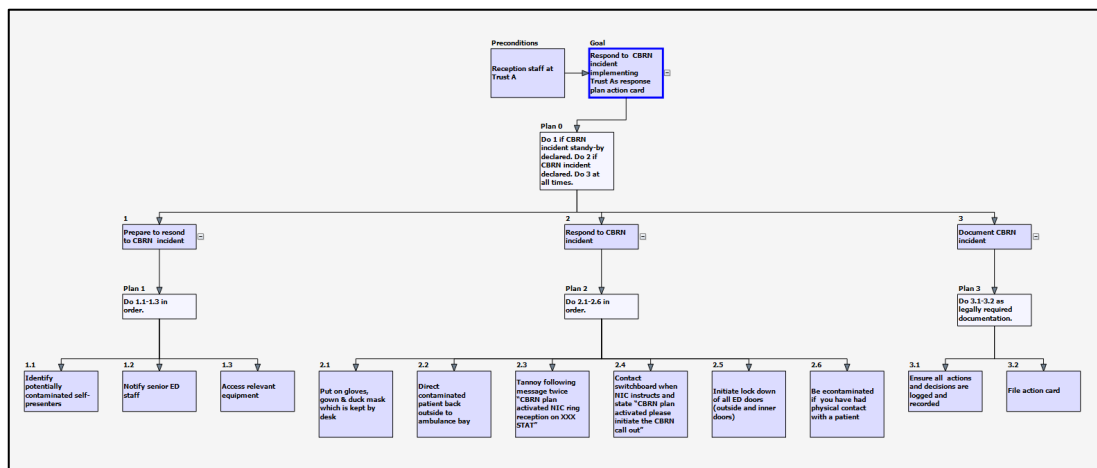 Preconditions
Reception staff at
Trust A
Goal
Respond to CBRN
incident
implementing
Trust As response
plan action card
Plan 0
Do 1 if CBRN
incident standy-by
declared. Do 2 if
CBRN incident
declared. Do 3 at
all times.
1
Prepare to resond
to CBRN incident
2
Respond to CBRN
incident
3
Document CBRN
incident
Plan 1
Do 1.1-1.3 in
order.
Plan 2
Do 2.1-2.6 in
order.
Plan 3
Do 3.1-3.2 as
legally required
documentation.
1.1
Identify
potentially
contaminated self-
presenters
1.2
Notify senior ED
staff
1.3
Access relevant
equipment
2.1
Put on gloves,
gown & duck mask
which is kept by
desk
2.2
Direct
contaminated
patient back
outside to
ambulance bay
2.3
Tannoy following
message twice
"CBRN plan
activated NIC ring
reception on XXX
STAT"
2.4
Contact
switchboard when
NIC instructs and
state "CBRN plan
activated please
initiate the CBRN
call out"
2.5
Initiate lock down
of all ED doors
(outside and inner
doors)
2.6
Be econtaminated
if you have had
physical contact
with a patient
3.1
Ensure all actions
and decisions are
logged and
recorded
3.2
File action card